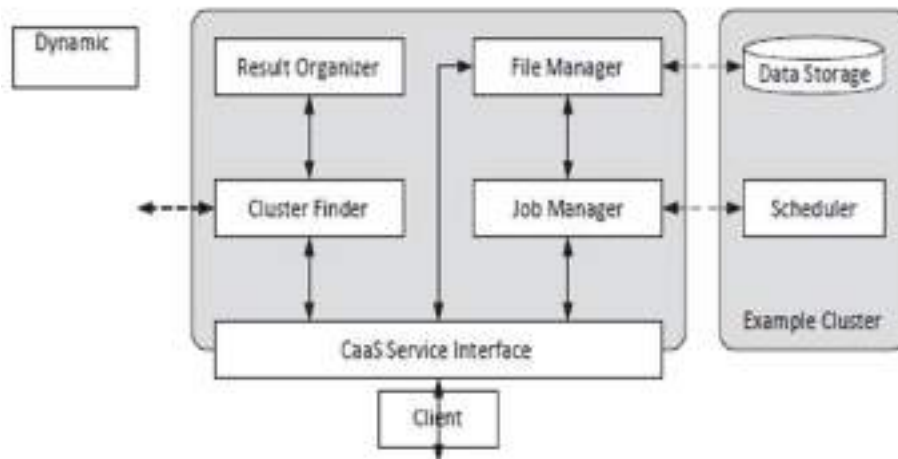 Dynamic
Result Organizer
File Manager
Data Storage
Cluster Finder
Job Manager
Scheduler
Example Cluster
CaaS Service Interface
Client